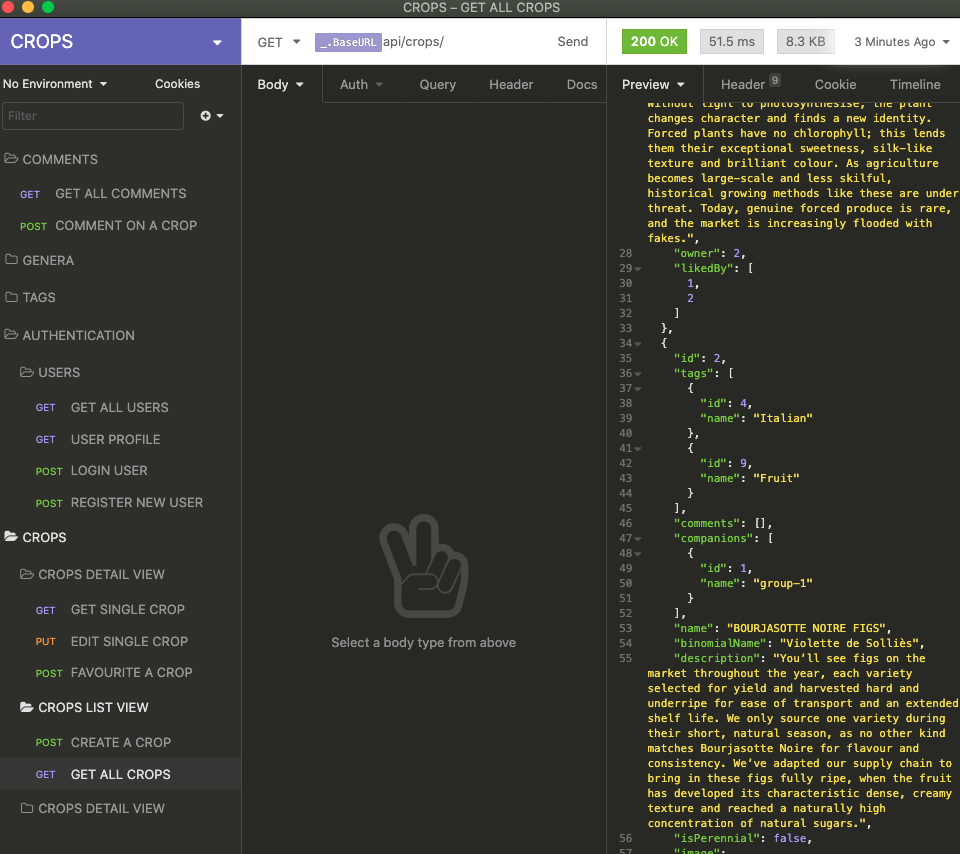 CROPS – GET ALL CROPS
CROPS
GET
_.BaseURL api/crops/
Send
200 OK
51.5 ms
8.3 KB
3 Minutes Ago
No Environment
Cookies
Body
Auth
Query
Header
Docs
Preview
Header 9
Cookie
Timeline
Filter
COMMENTS
GET GET ALL COMMENTS
POST COMMENT ON A CROP
GENERA
TAGS
AUTHENTICATION
USERS
GET GET ALL USERS
GET USER PROFILE
POST LOGIN USER
POST REGISTER NEW USER
CROPS
CROPS DETAIL VIEW
GET GET SINGLE CROP
PUT EDIT SINGLE CROP
POST FAVOURITE A CROP
CROPS LIST VIEW
POST CREATE A CROP
GET GET ALL CROPS
CROPS DETAIL VIEW
Select a body type from above
without light to photosynthesise, the plant
changes character and finds a new identity.
Forced plants have no chlorophyll; this lends
them their exceptional sweetness, silk-like
texture and brilliant colour. As agriculture
becomes large-scale and less skilful,
historical growing methods like these are under
threat. Today, genuine forced produce is rare,
and the market is increasingly flooded with
fakes.",
28 "owner": 2,
29 "likedBy": [
30 1,
31 2
32 ]
33 },
34 {
35 "id": 2,
36 "tags": [
37 {
38 "id": 4,
39 "name": "Italian"
40 },
41 {
42 "id": 9,
43 "name": "Fruit"
44 }
45 ],
46 "comments": [],
47 "companions": [
48 {
49 "id": 1,
50 "name": "group-1"
51 }
52 ],
53 "name": "BOURJASOTTE NOIRE FIGS",
54 "binomialName": "Violette de Solliès",
55 "description": "You’ll see figs on the
market throughout the year, each variety
selected for yield and harvested hard and
underripe for ease of transport and an extended
shelf life. We only source one variety during
their short, natural season, as no other kind
matches Bourjasotte Noire for flavour and
consistency. We’ve adapted our supply chain to
bring in these figs fully ripe, when the fruit
has developed its characteristic dense, creamy
texture and reached a naturally high
concentration of natural sugars.",
56 "isPerennial": false,
57 "image":